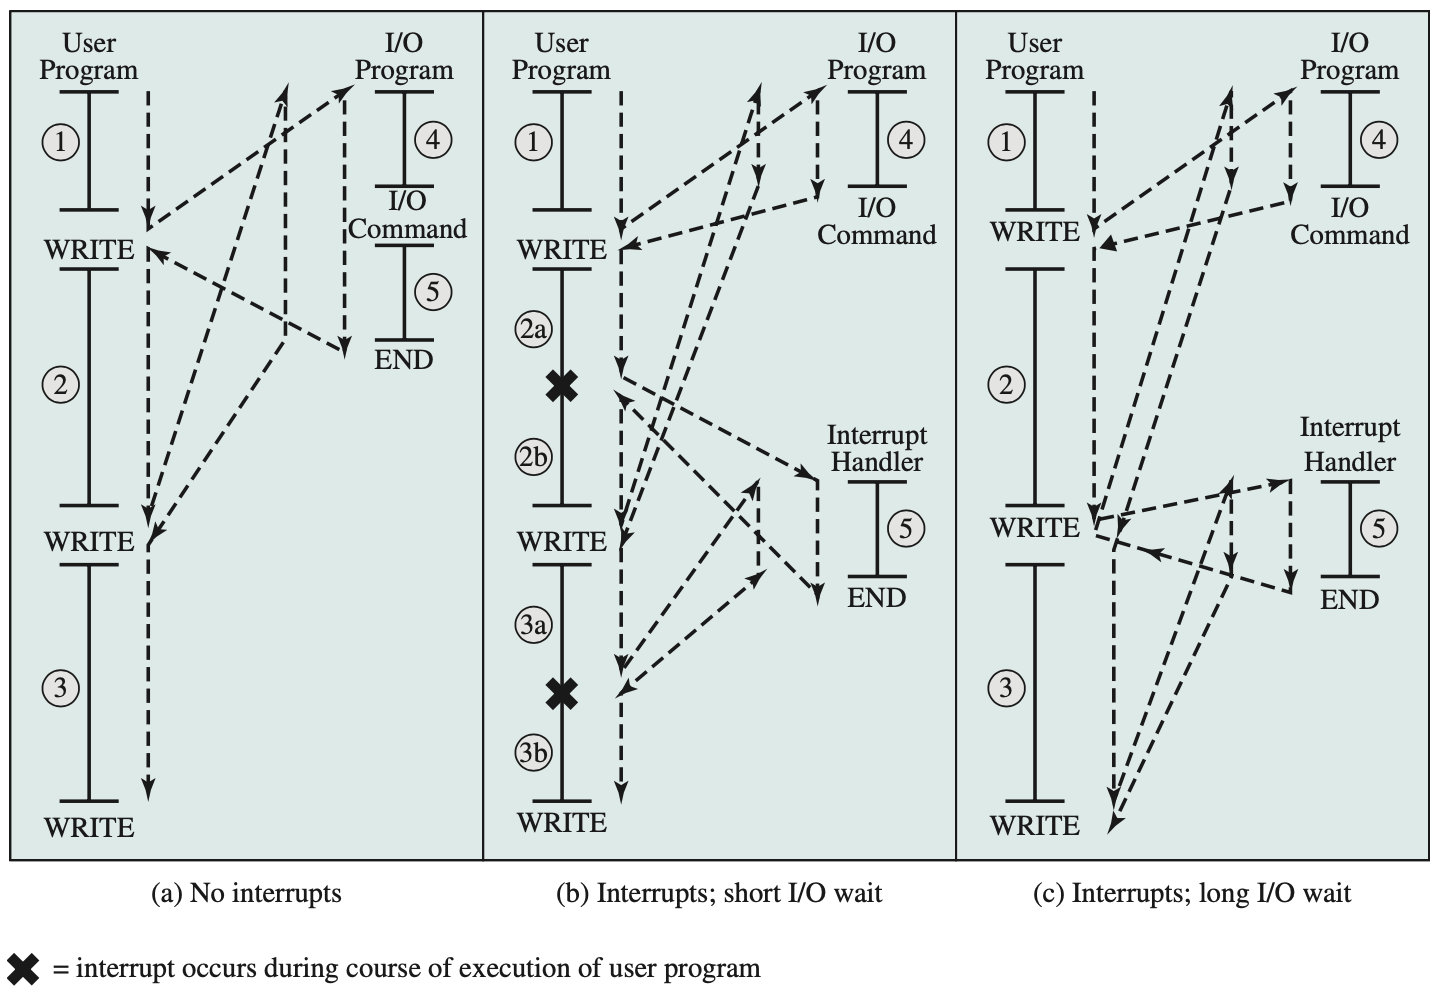 User
Program
I/O
Program
1
4
I/O
Command
WRITE
5
END
2
WRITE
3
WRITE
(a) No interrupts
User
Program
I/O
Program
1
4
I/O
Command
WRITE
2a
2b
Interrupt
Handler
WRITE
5
END
3a
3b
WRITE
(b) Interrupts; short I/O wait
User
Program
I/O
Program
1
4
I/O
Command
WRITE
2
Interrupt
Handler
WRITE
5
END
3
WRITE
(c) Interrupts; long I/O wait
= interrupt occurs during course of execution of user program